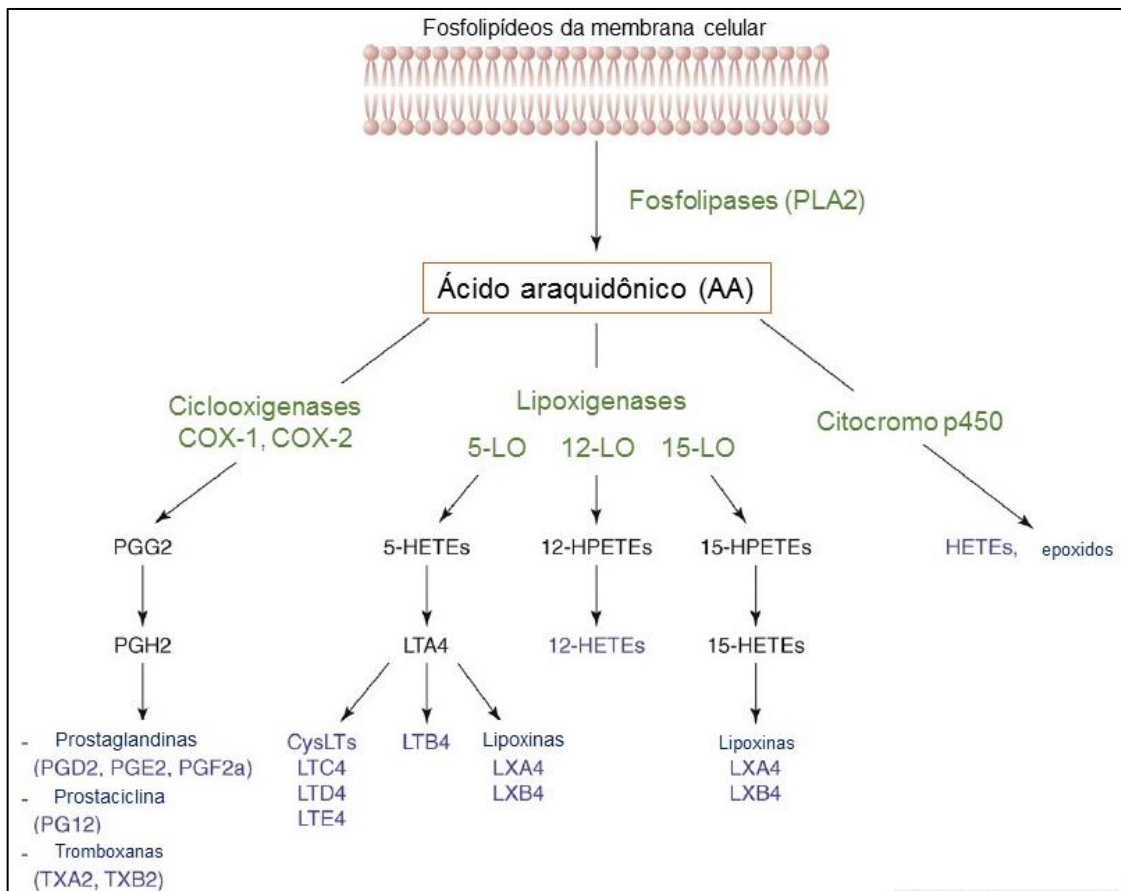 Fosfolipídeos da membrana celular
Fosfolipases (PLA2)
Ácido araquidônico (AA)
Ciclooxigenases
COX-1, COX-2
Lipoxigenases
5-LO 12-LO 15-LO
Citocromo p450
PGG2 5-HETEs 12-HPETEs 15-HPETEs HETEs, epoxidos
PGH2 LTA4 12-HETEs 15-HETEs
- Prostaglandinas
(PGD2, PGE2, PGF2a)
- Prostaciclina
(PG12)
- Tromboxanas
(TXA2, TXB2)
CysLTs
LTC4
LTD4
LTE4
LTB4
Lipoxinas
LXA4
LXB4
Lipoxinas
LXA4
LXB4